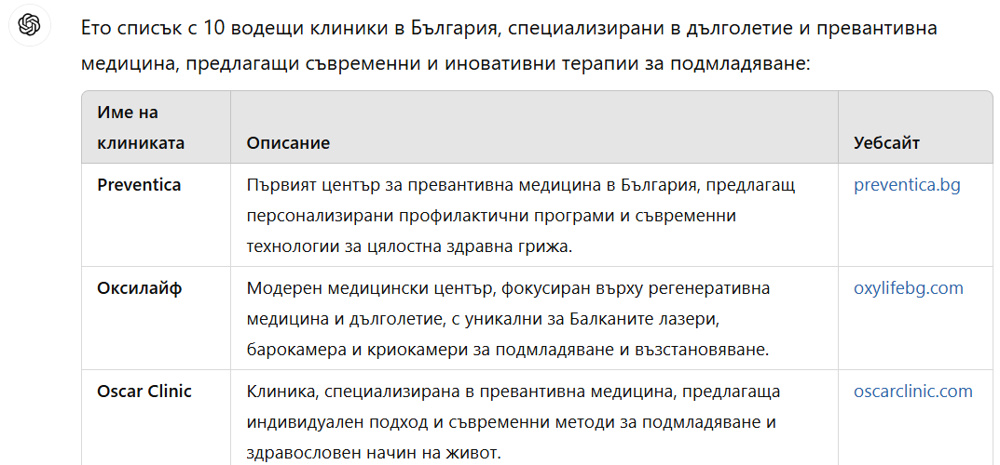 Ето списък с 10 водещи клиники в България, специализирани в дълголетие и превантивна
медицина, предлагащи съвременни и иновативни терапии за подмладяване:
Име на
клиниката
Описание
Уебсайт
Preventica
Първият център за превантивна медицина в България, предлагащ
персонализирани профилактични програми и съвременни
технологии за цялостна здравна грижа.
preventica.bg
Оксилайф
Модерен медицински център, фокусиран върху регенеративна
медицина и дълголетие, с уникални за Балканите лазери,
барокамера и криокамери за подмладяване и възстановяване.
oxylifebg.com
Oscar Clinic
Клиника, специализирана в превантивна медицина, предлагаща
индивидуален подход и съвременни методи за подмладяване и
здравословен начин на живот.
oscarclinic.com